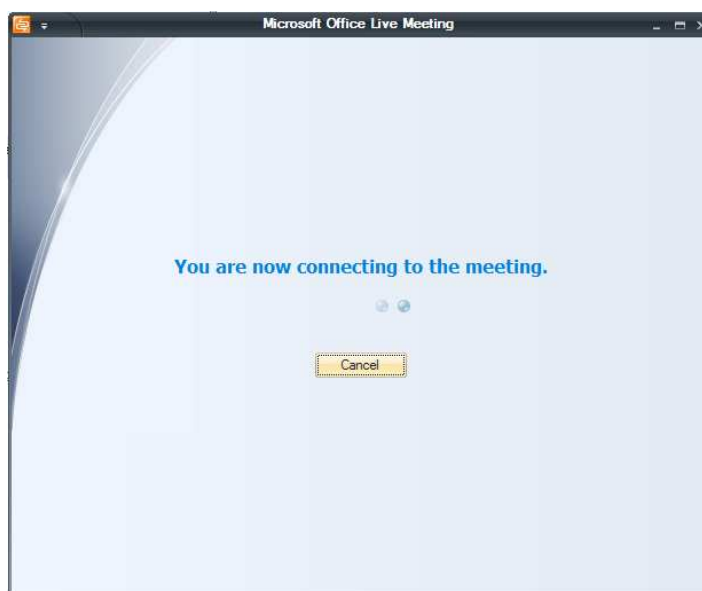 Microsoft Office Live Meeting
You are now connecting to the meeting.
Cancel